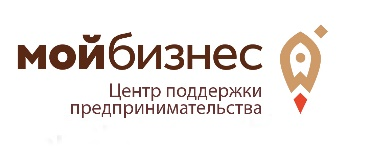 мойбизнес
Центр поддержки
предпринимательства